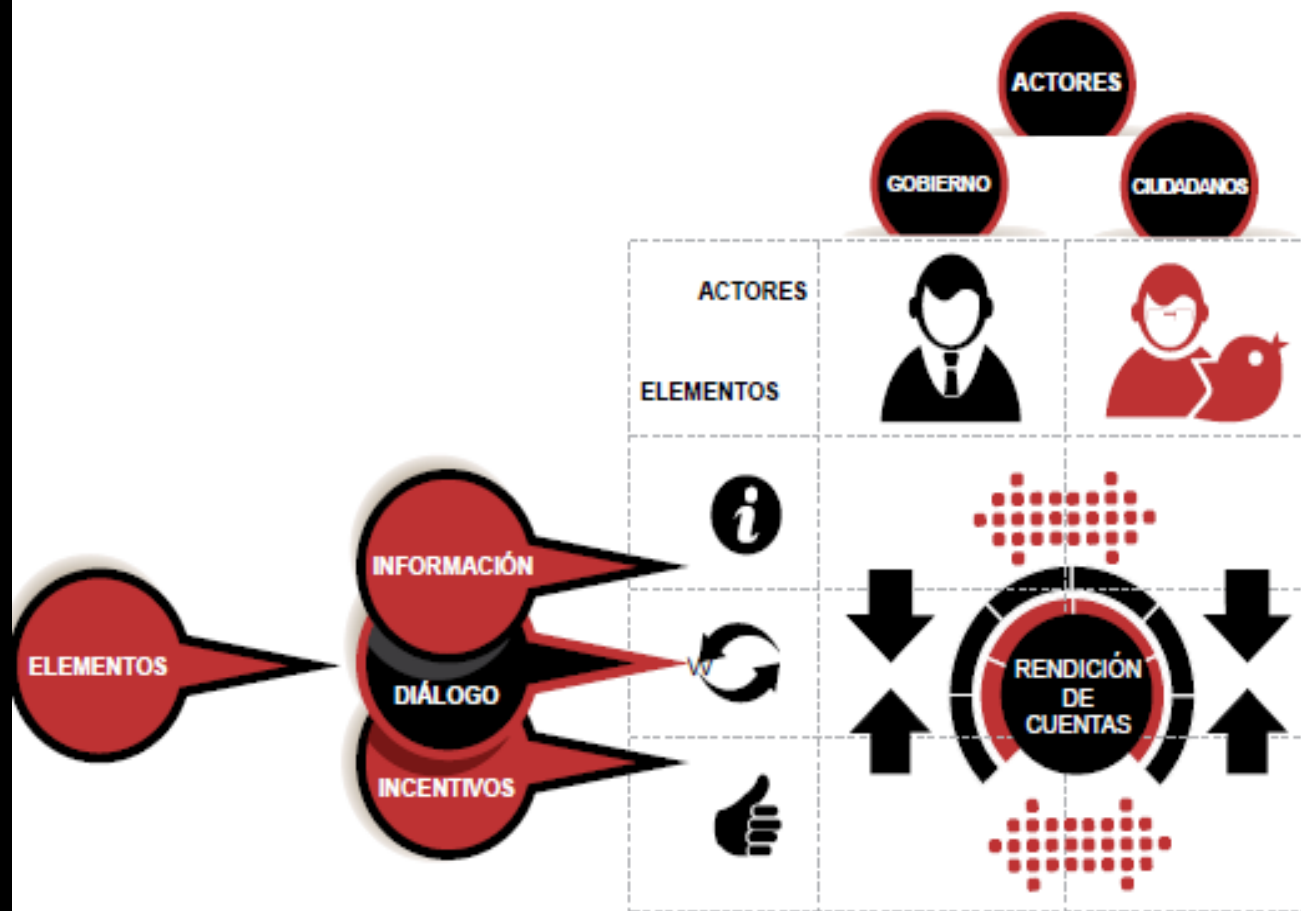 ACTORES
GOBIERNO
CIUDADANOS
ACTORES
ELEMENTOS
INFORMACIÓN
ELEMENTOS
DIÁLOGO
INCENTIVOS
RENDICIÓN
DE
CUENTAS